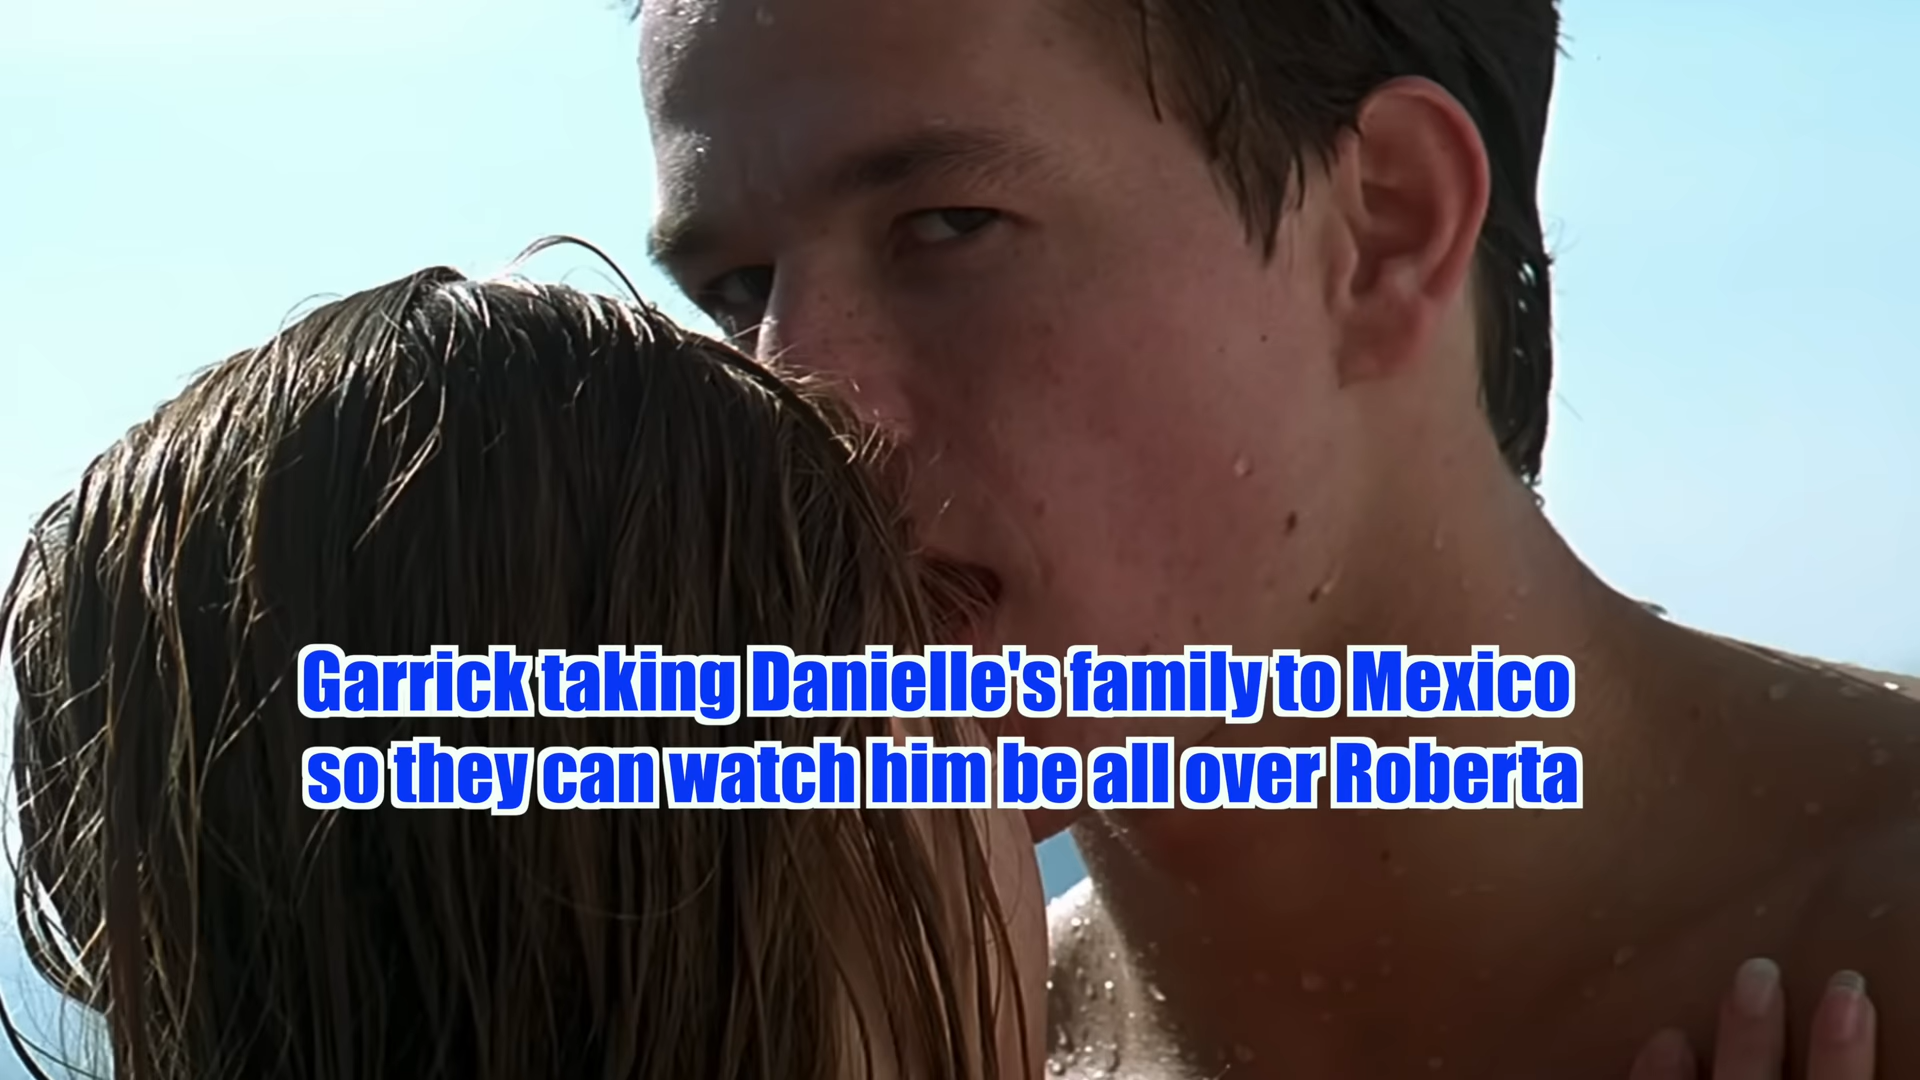 Garrick taking Danielle's family to Mexico
so they can watch him be all over Roberta